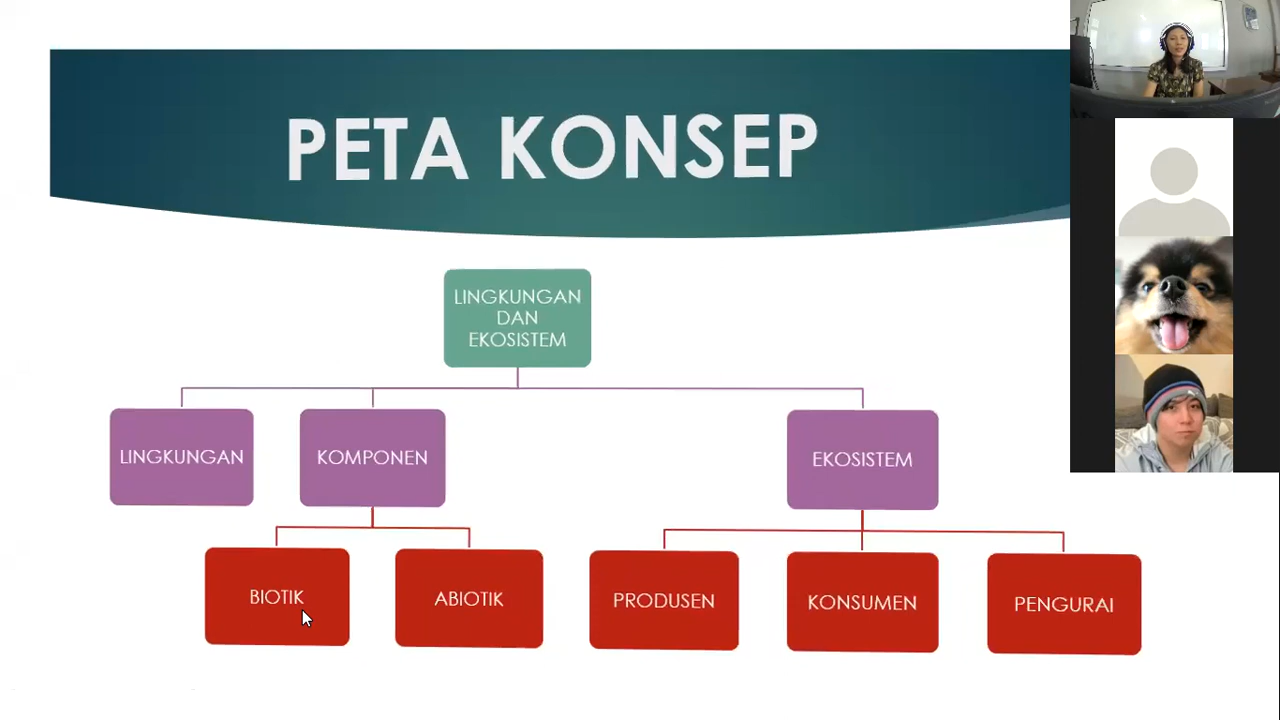 PETA KONSEP
LINGKUNGAN
DAN
EKOSISTEM
LINGKUNGAN
KOMPONEN
EKOSISTEM
BIOTIK
ABIOTIK
PRODUSEN
KONSUMEN
PENGURAI